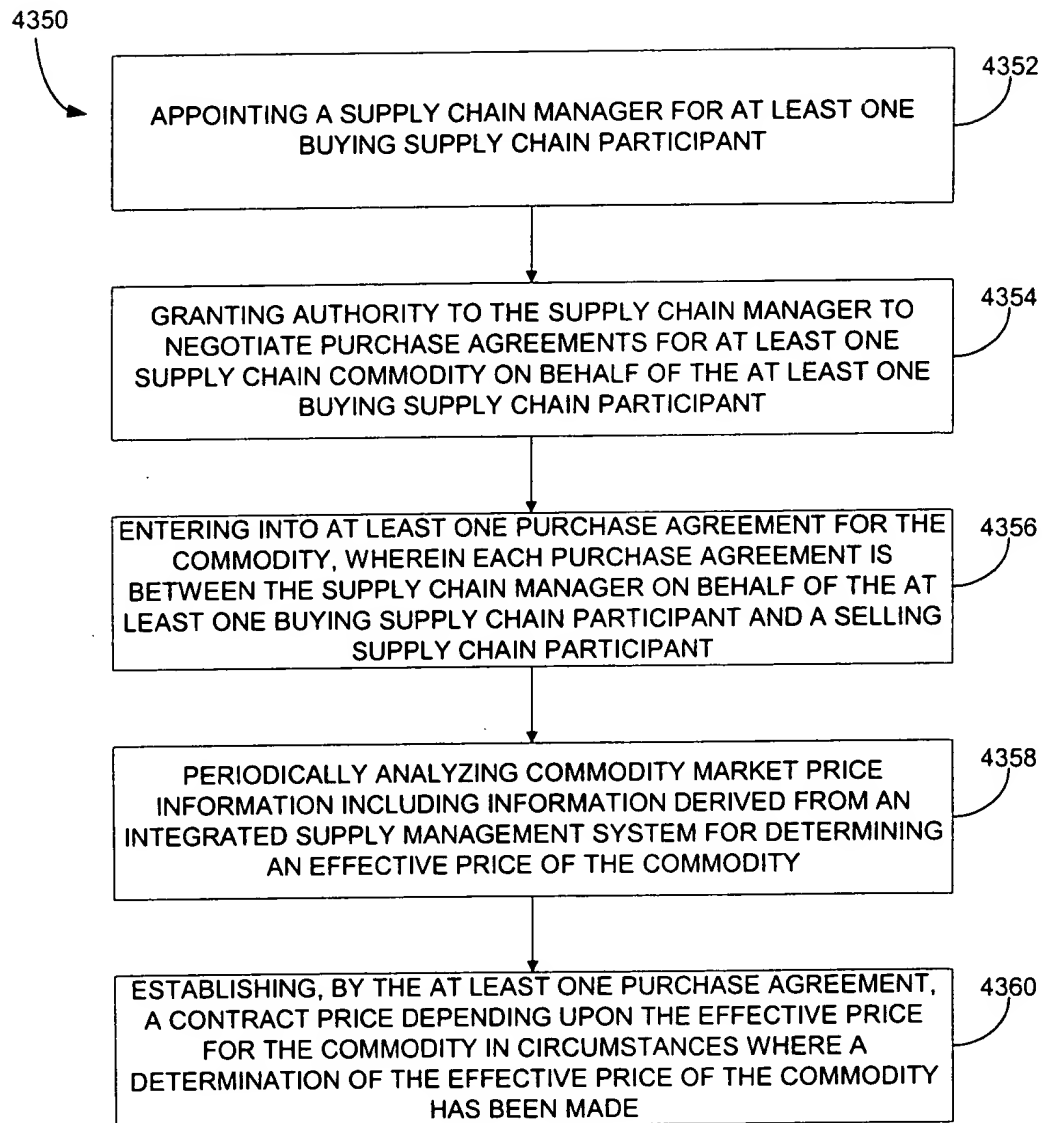 4350
4352
APPOINTING A SUPPLY CHAIN MANAGER FOR AT LEAST ONE
BUYING SUPPLY CHAIN PARTICIPANT
4354
GRANTING AUTHORITY TO THE SUPPLY CHAIN MANAGER TO
NEGOTIATE PURCHASE AGREEMENTS FOR AT LEAST ONE
SUPPLY CHAIN COMMODITY ON BEHALF OF THE AT LEAST ONE
BUYING SUPPLY CHAIN PARTICIPANT
4356
ENTERING INTO AT LEAST ONE PURCHASE AGREEMENT FOR THE
COMMODITY, WHEREIN EACH PURCHASE AGREEMENT IS
BETWEEN THE SUPPLY CHAIN MANAGER ON BEHALF OF THE AT
LEAST ONE BUYING SUPPLY CHAIN PARTICIPANT AND A SELLING
SUPPLY CHAIN PARTICIPANT
4358
PERIODICALLY ANALYZING COMMODITY MARKET PRICE
INFORMATION INCLUDING INFORMATION DERIVED FROM AN
INTEGRATED SUPPLY MANAGEMENT SYSTEM FOR DETERMINING
AN EFFECTIVE PRICE OF THE COMMODITY
4360
ESTABLISHING, BY THE AT LEAST ONE PURCHASE AGREEMENT,
A CONTRACT PRICE DEPENDING UPON THE EFFECTIVE PRICE
FOR THE COMMODITY IN CIRCUMSTANCES WHERE A
DETERMINATION OF THE EFFECTIVE PRICE OF THE COMMODITY
HAS BEEN MADE